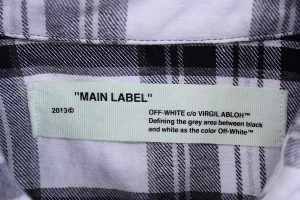 "MAIN LABEL"
2013©
OFF-WHITE c/o VIRGIL ABLOH™
Defining the grey area between black
and white as the color Off-White™